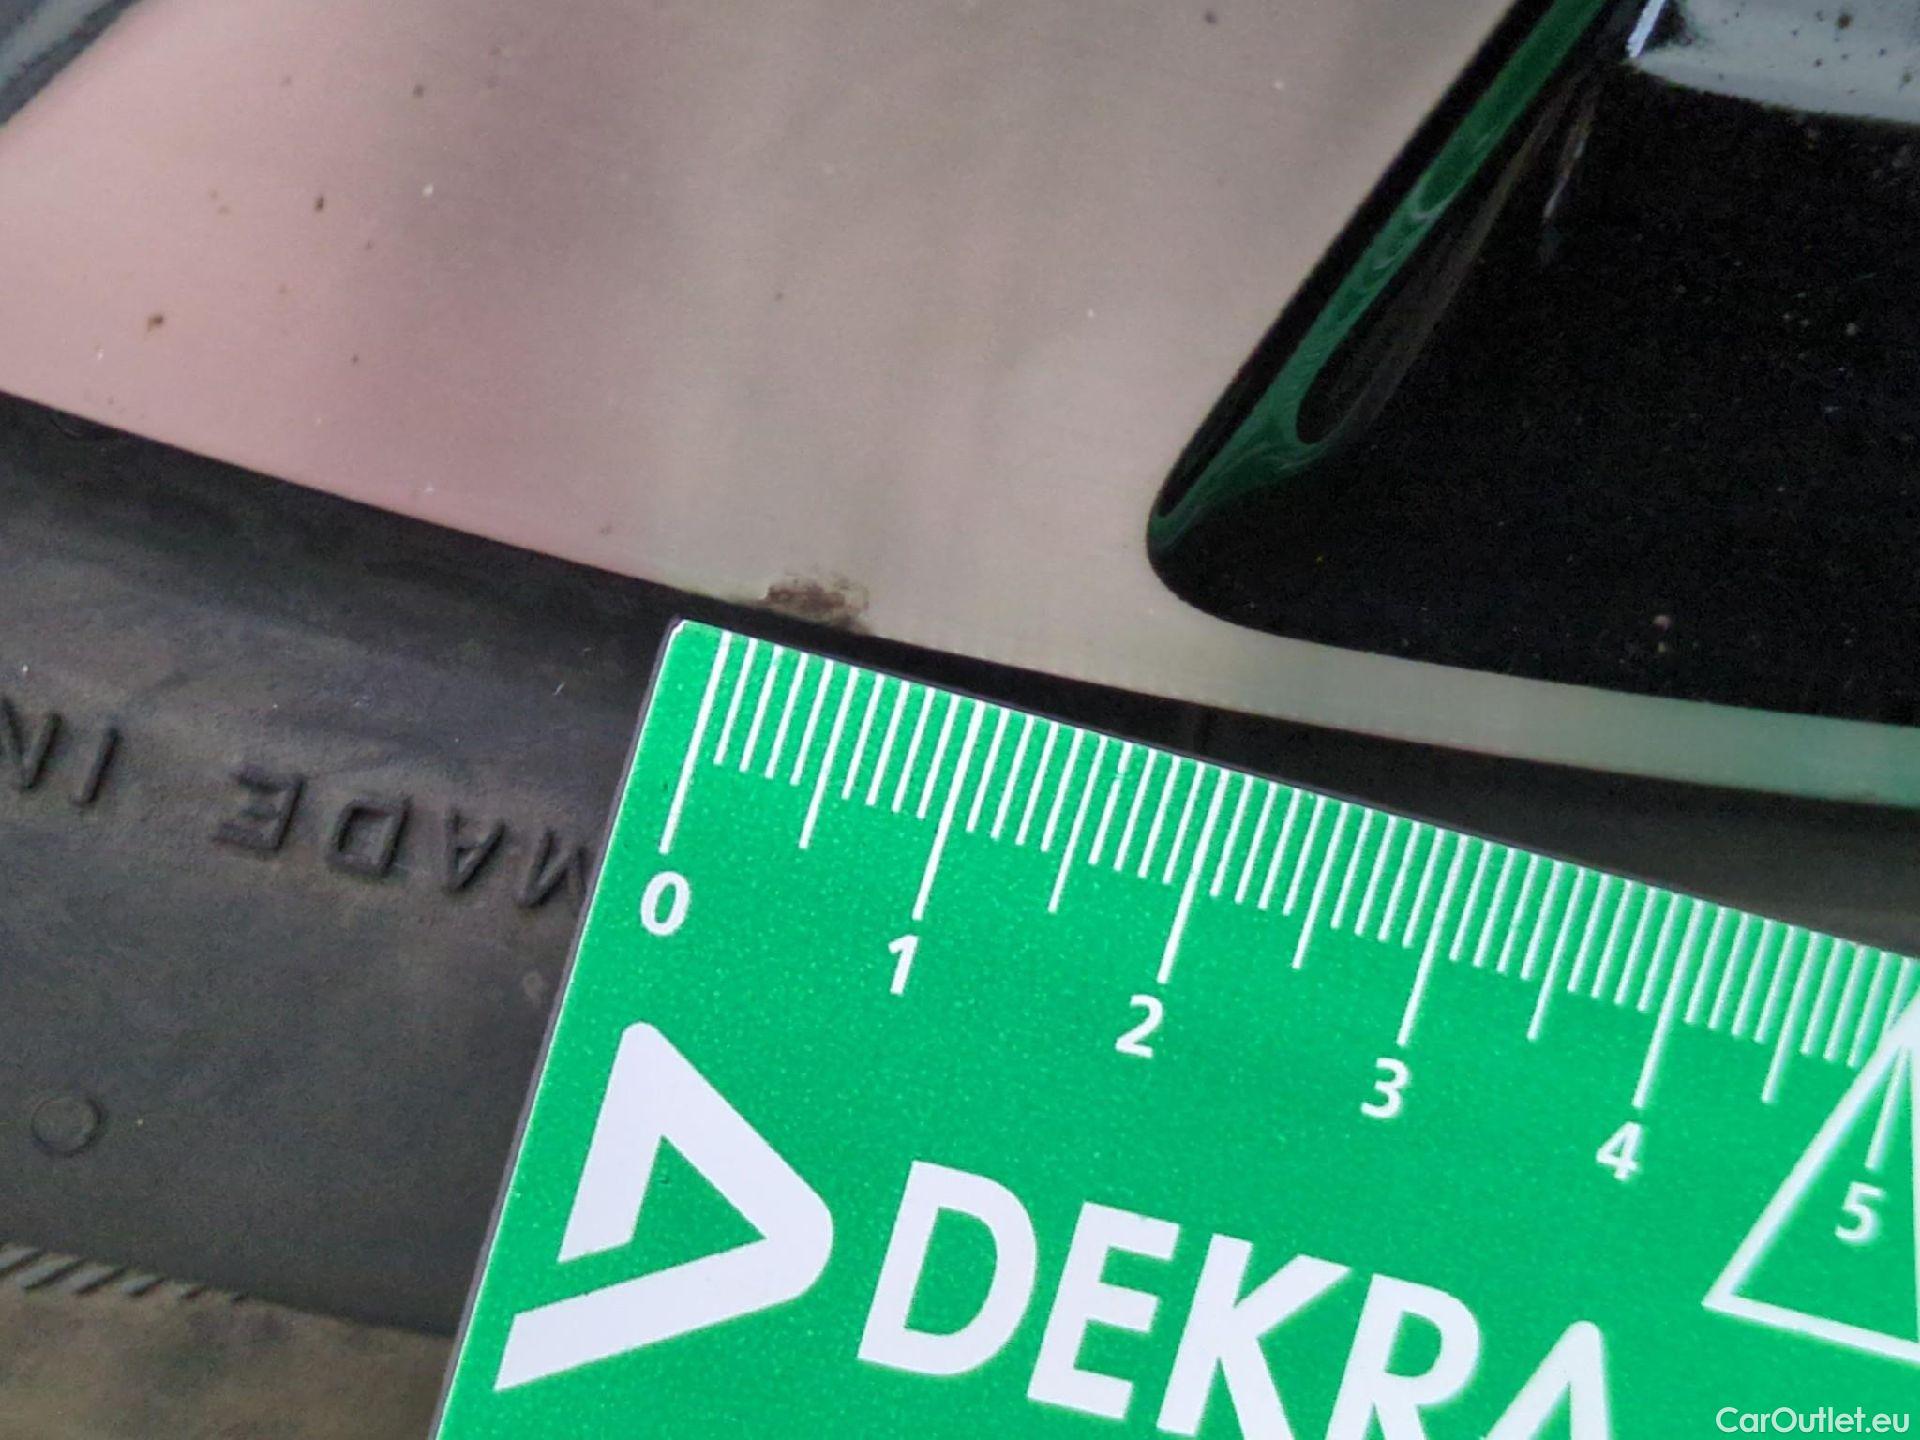 MADE IN
0 1 2 3 4 5
DEKRA
CarOutlet.eu